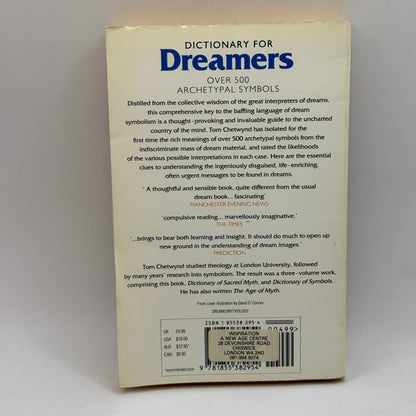 DICTIONARY FOR
Dreamers
OVER 500
ARCHETYPAL SYMBOLS
Distilled from the collective wisdom of the great interpreters of dreams,
this comprehensive key to the baffling language of dream
symbolism is a thought-provoking and invaluable guide to the uncharted
country of the mind. Tom Chetwynd has isolated for
the first time the rich meanings of over 500 archetypal symbols from the
indiscriminate mass of dream material, and rated the likelihoods
of the various possible interpretations in each case. Here are the essential
clues to understanding the ingeniously disguised, life-enriching,
often urgent messages to be found in dreams.
'A thoughtful and sensible book, quite different from the usual
dream book... fascinating'
MANCHESTER EVENING NEWS
'compulsive reading... marvellously imaginative.'
THE TIMES
'...brings to bear both learning and insight. It should do much to open up
new ground in the understanding of dream images.'
PREDICTION
Tom Chetwynd studied theology at London University, followed
by many years' research into symbolism. The result was a three-volume work,
comprising this book, Dictionary of Sacred Myth, and Dictionary of Symbols.
He has also written The Age of Myth.
Front cover illustration by David O'Connor
DREAMS/MYTHOLOGY
UK £4.99
USA $10.00
AUS $12.95*
CAN $9.95
*recommended price
ISBN 1 85538 295 4
00499>
INSPIRATION
A NEW AGE CENTRE
28 DEVONSHIRE ROAD
CHISWICK
LONDON W4 2HD
081-994 0074
9 781855 382954